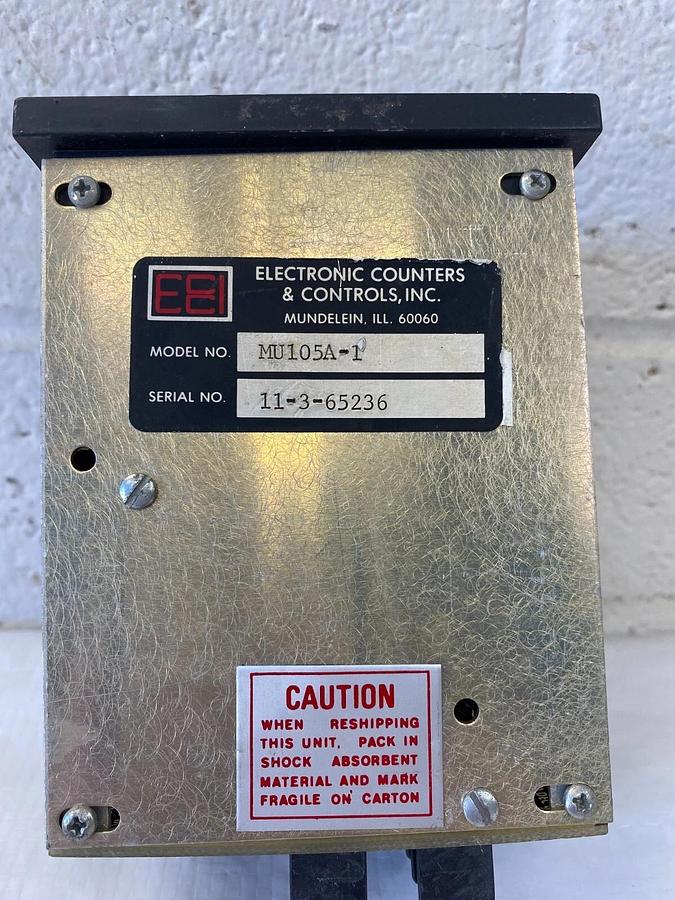 ECCI
ELECTRONIC COUNTERS
& CONTROLS, INC.
MUNDELEIN, ILL. 60060
MODEL NO. MU105A-1
SERIAL NO. 11-3-65236
CAUTION
WHEN RESHIPPING
THIS UNIT, PACK IN
SHOCK ABSORBENT
MATERIAL AND MARK
FRAGILE ON CARTON